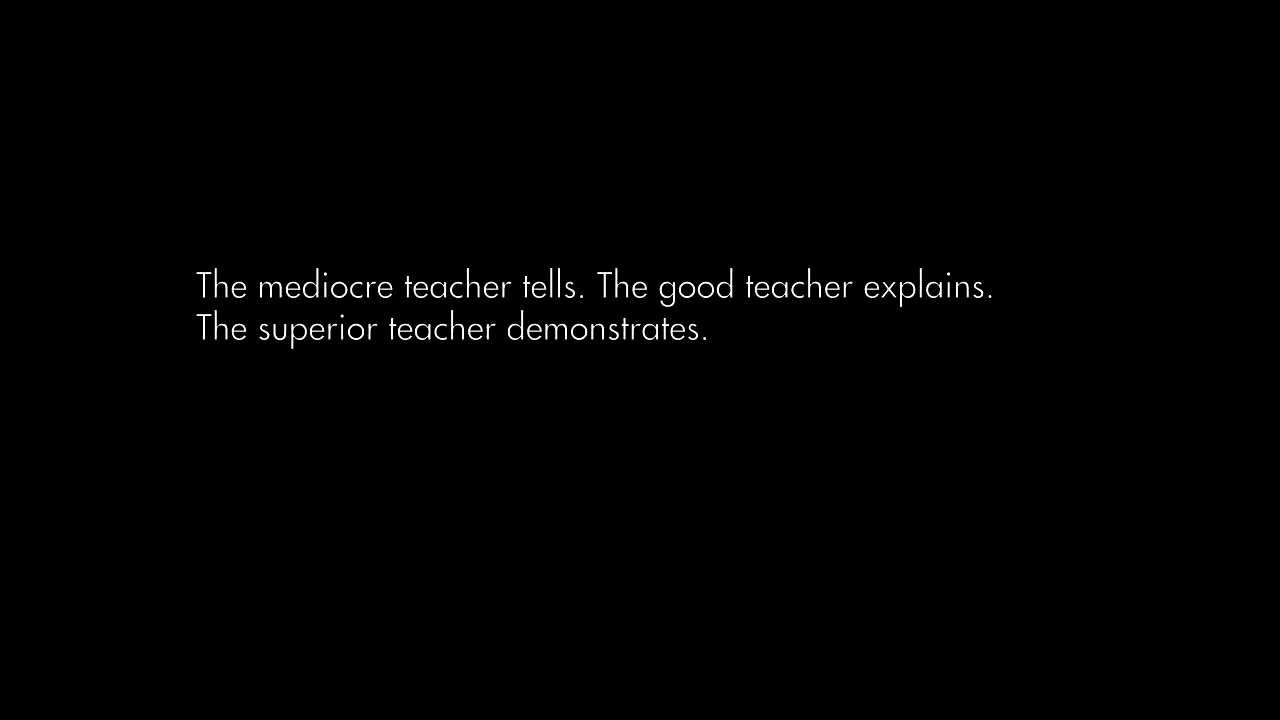 The mediocre teacher tells. The good teacher explains.
The superior teacher demonstrates.